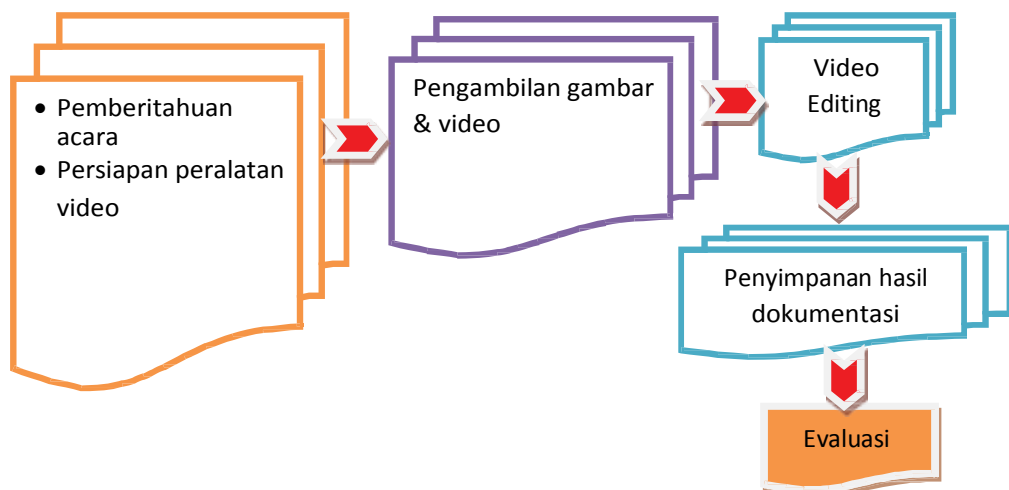 • Pemberitahuan
acara
• Persiapan peralatan
video
Pengambilan gambar
& video
Video
Editing
Penyimpanan hasil
dokumentasi
Evaluasi